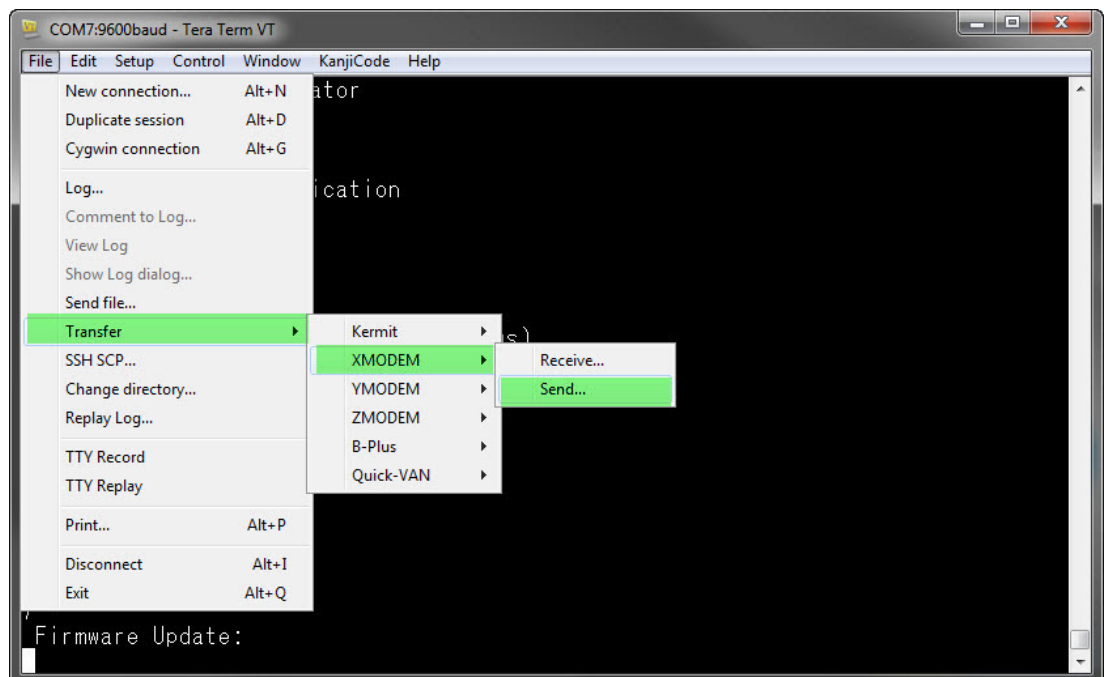 COM7:9600baud - Tera Term VT
File Edit Setup Control Window KanjiCode Help
New connection... Alt+N
Duplicate session Alt+D
Cygwin connection Alt+G
Log...
Comment to Log...
View Log
Show Log dialog...
Send file...
Transfer
SSH SCP...
Change directory...
Replay Log...
TTY Record
TTY Replay
Print... Alt+P
Disconnect Alt+I
Exit Alt+Q
Kermit
XMODEM
YMODEM
ZMODEM
B-Plus
Quick-VAN
Receive...
Send...
ator
ication
s)
Firmware Update: